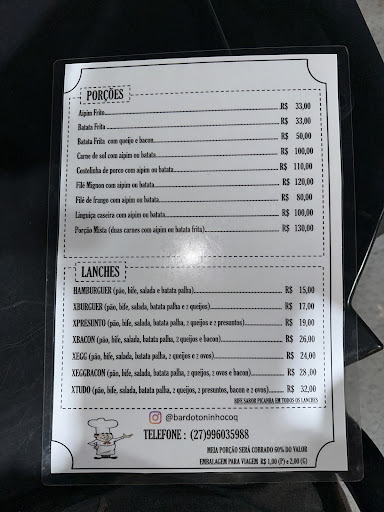 PORÇÕES
Aipim Frito R$ 33,00
Batata Frita R$ 33,00
Batata Frita com queijo e bacon R$ 50,00
Carne de sol com aipim ou batata R$ 100,00
Costelinha de porco com aipim ou batata R$ 110,00
Filé Mignon com aipim ou batata R$ 120,00
Filé de frango com aipim ou batata R$ 80,00
Linguiça caseira com aipim ou batata R$ 100,00
Porção Mista (duas carnes com aipim ou batata frita) R$ 130,00
LANCHES
HAMBURGUER (pão, bife, salada e batata palha) R$ 15,00
XBURGUER (pão, bife, salada, batata palha e 2 queijos) R$ 17,00
XPRESUNTO (pão, bife, salada, batata palha, 2 queijos e 2 presuntos) R$ 19,00
XBACON (pão, bife, salada, batata palha, 2 queijos e bacon) R$ 26,00
XEGG (pão, bife, salada, batata palha, 2 queijos e 2 ovos) R$ 24,00
XEGGBACON (pão, bife, salada, batata palha, 2 queijos, 2 ovos e bacon) R$ 28,00
XTUDO (pão, bife, salada, batata palha, 2 queijos, 2 presuntos, bacon e 2 ovos) R$ 32,00
BIFE SABOR PICANHA EM TODOS OS LANCHES
@bardotoninhocoq
TELEFONE : (27)996035988
MEIA PORÇÃO SERÁ COBRADO 60% DO VALOR
EMBALAGEM PARA VIAGEM R$ 1,00 (P) e 2,00 (G)